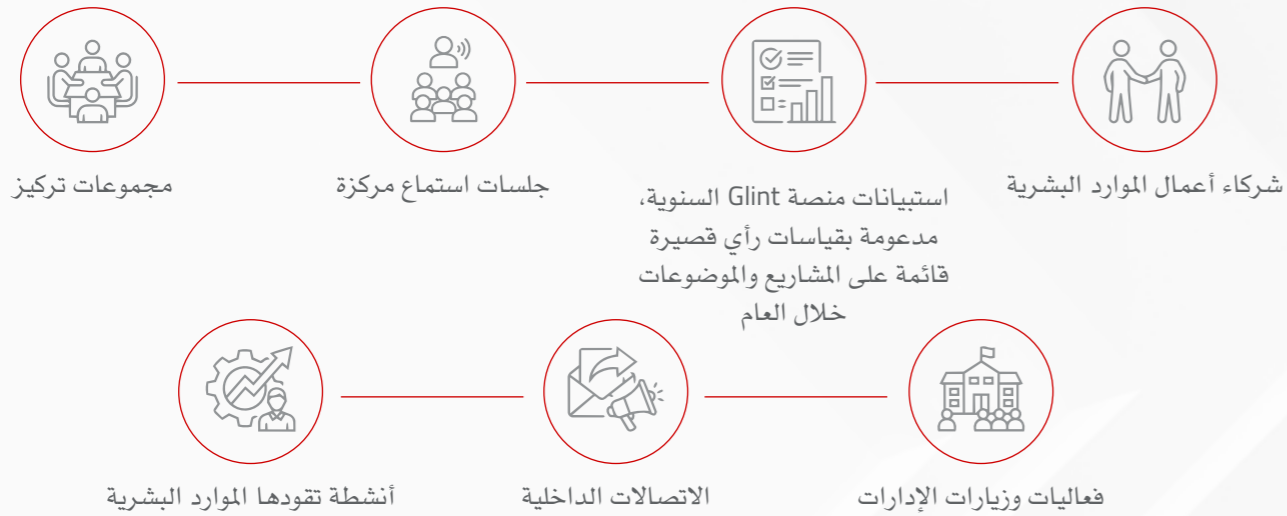 شركاء أعمال الموارد البشرية
استبيانات منصة Glint السنوية،
مدعومة بقياسات رأي قصيرة
قائمة على المشاريع والموضوعات
خلال العام
جلسات استماع مركزة
مجموعات تركيز
فعاليات وزيارات الإدارات
الاتصالات الداخلية
أنشطة تقودها الموارد البشرية